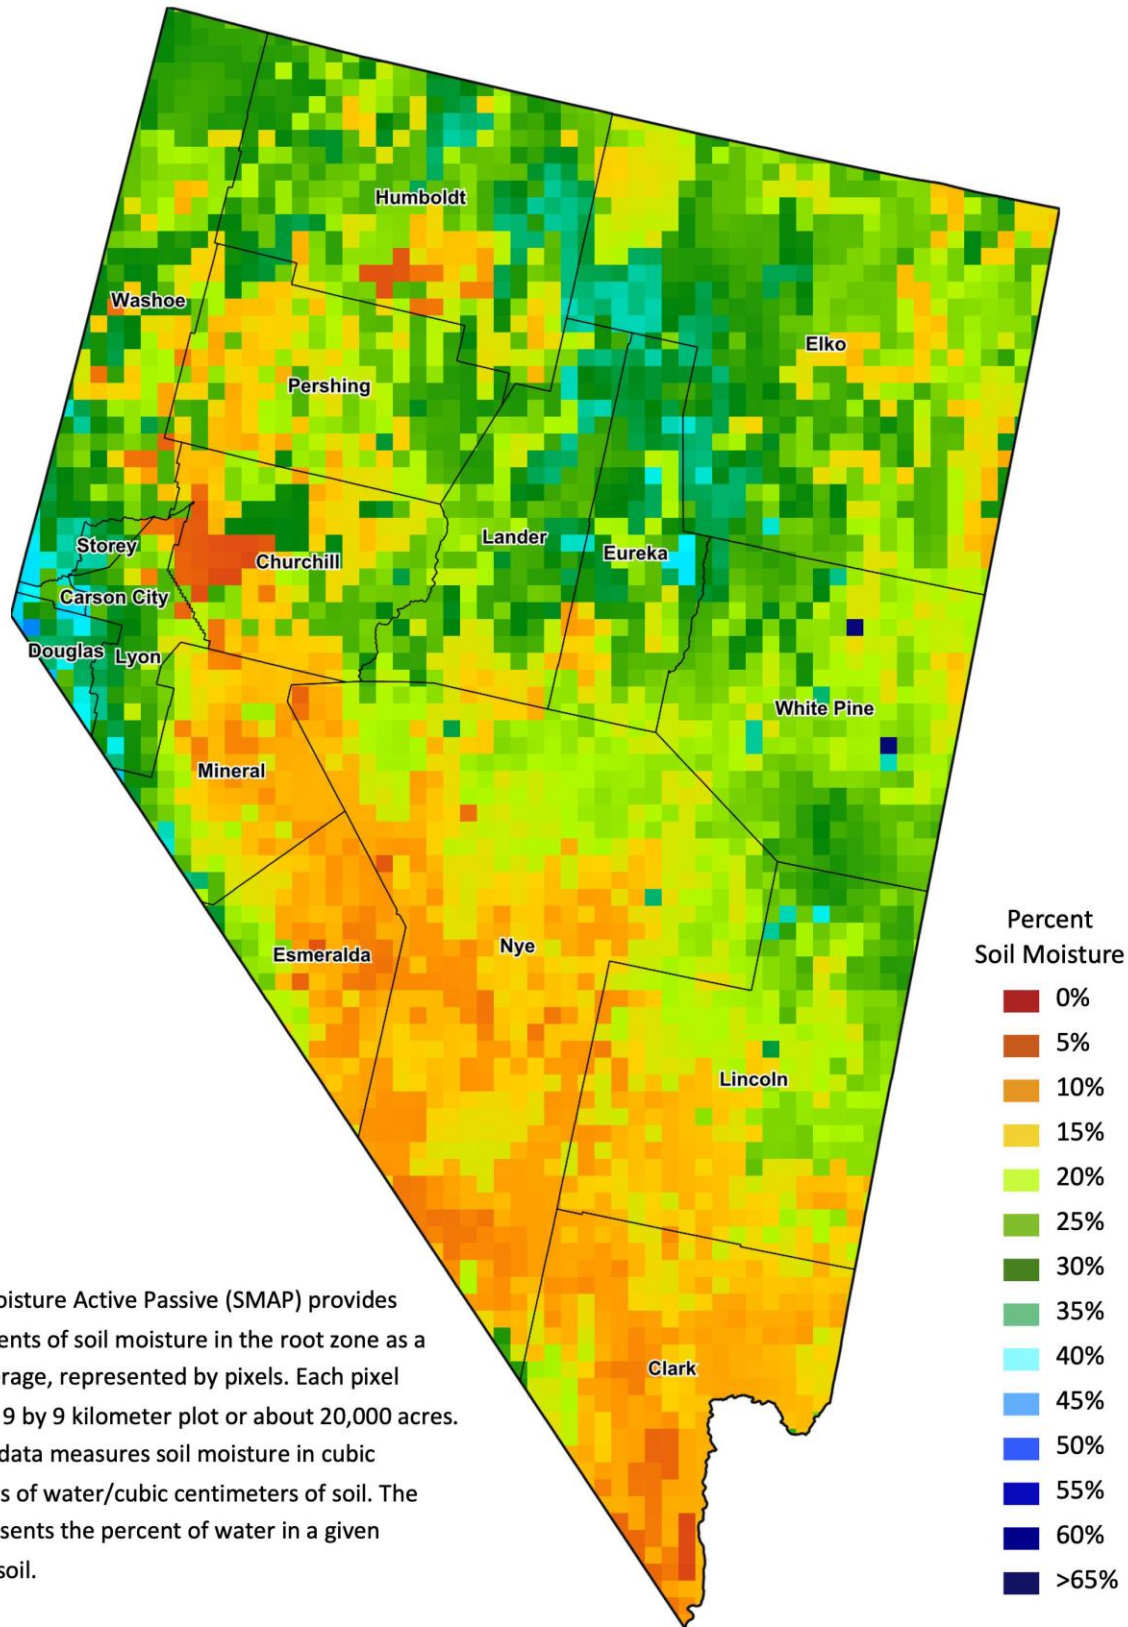 Humboldt
Washoe
Elko
Pershing
Lander
Storey
Eureka
Churchill
Carson City
Douglas
Lyon
White Pine
Mineral
Nye
Esmeralda
Lincoln
Clark
Percent
Soil Moisture
0%
5%
10%
15%
20%
25%
30%
35%
40%
45%
50%
55%
60%
>65%
Active Passive (SMAP) provides
of soil moisture in the root zone as a
represented by pixels. Each pixel
9 by 9 kilometer plot or about 20,000 acres.
data measures soil moisture in cubic
of water/cubic centimeters of soil. The
the percent of water in a given
soil.